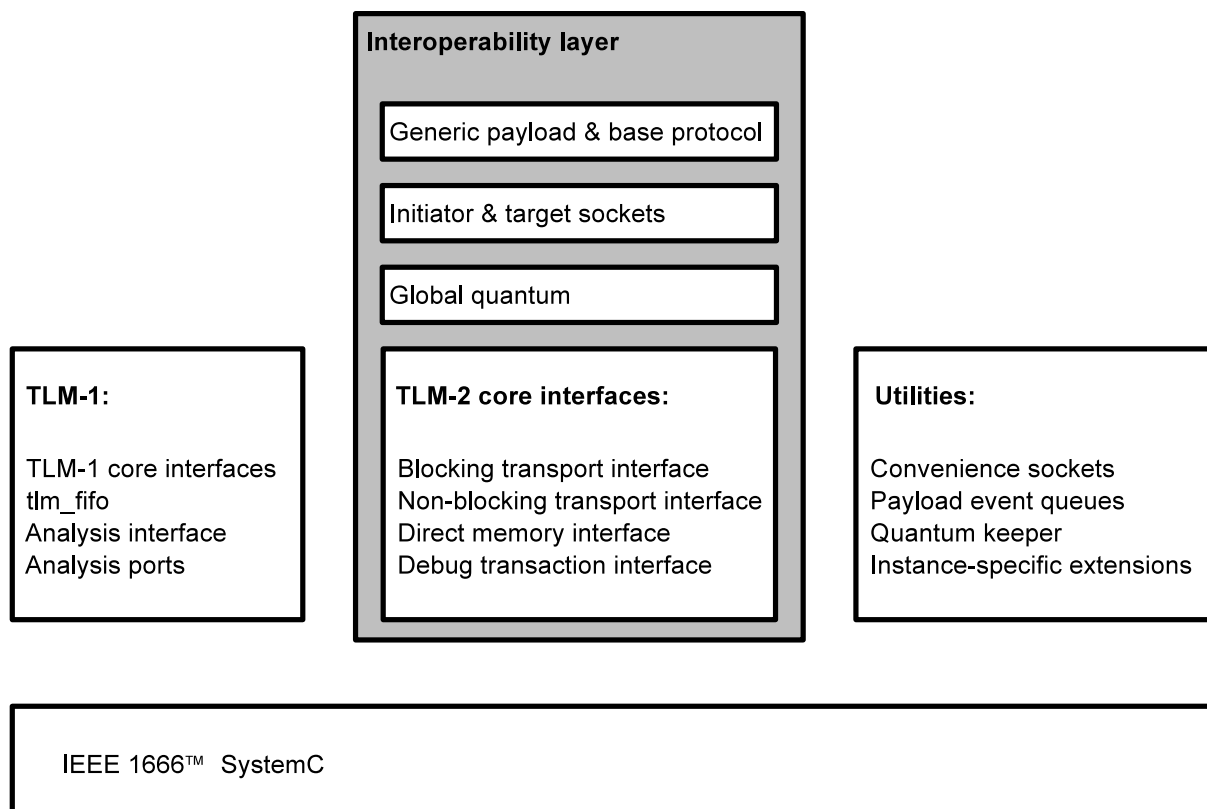 Interoperability layer
Generic payload & base protocol
Initiator & target sockets
Global quantum
TLM-1:
TLM-1 core interfaces
tlm_fifo
Analysis interface
Analysis ports
TLM-2 core interfaces:
Blocking transport interface
Non-blocking transport interface
Direct memory interface
Debug transaction interface
Utilities:
Convenience sockets
Payload event queues
Quantum keeper
Instance-specific extensions
IEEE 1666™ SystemC